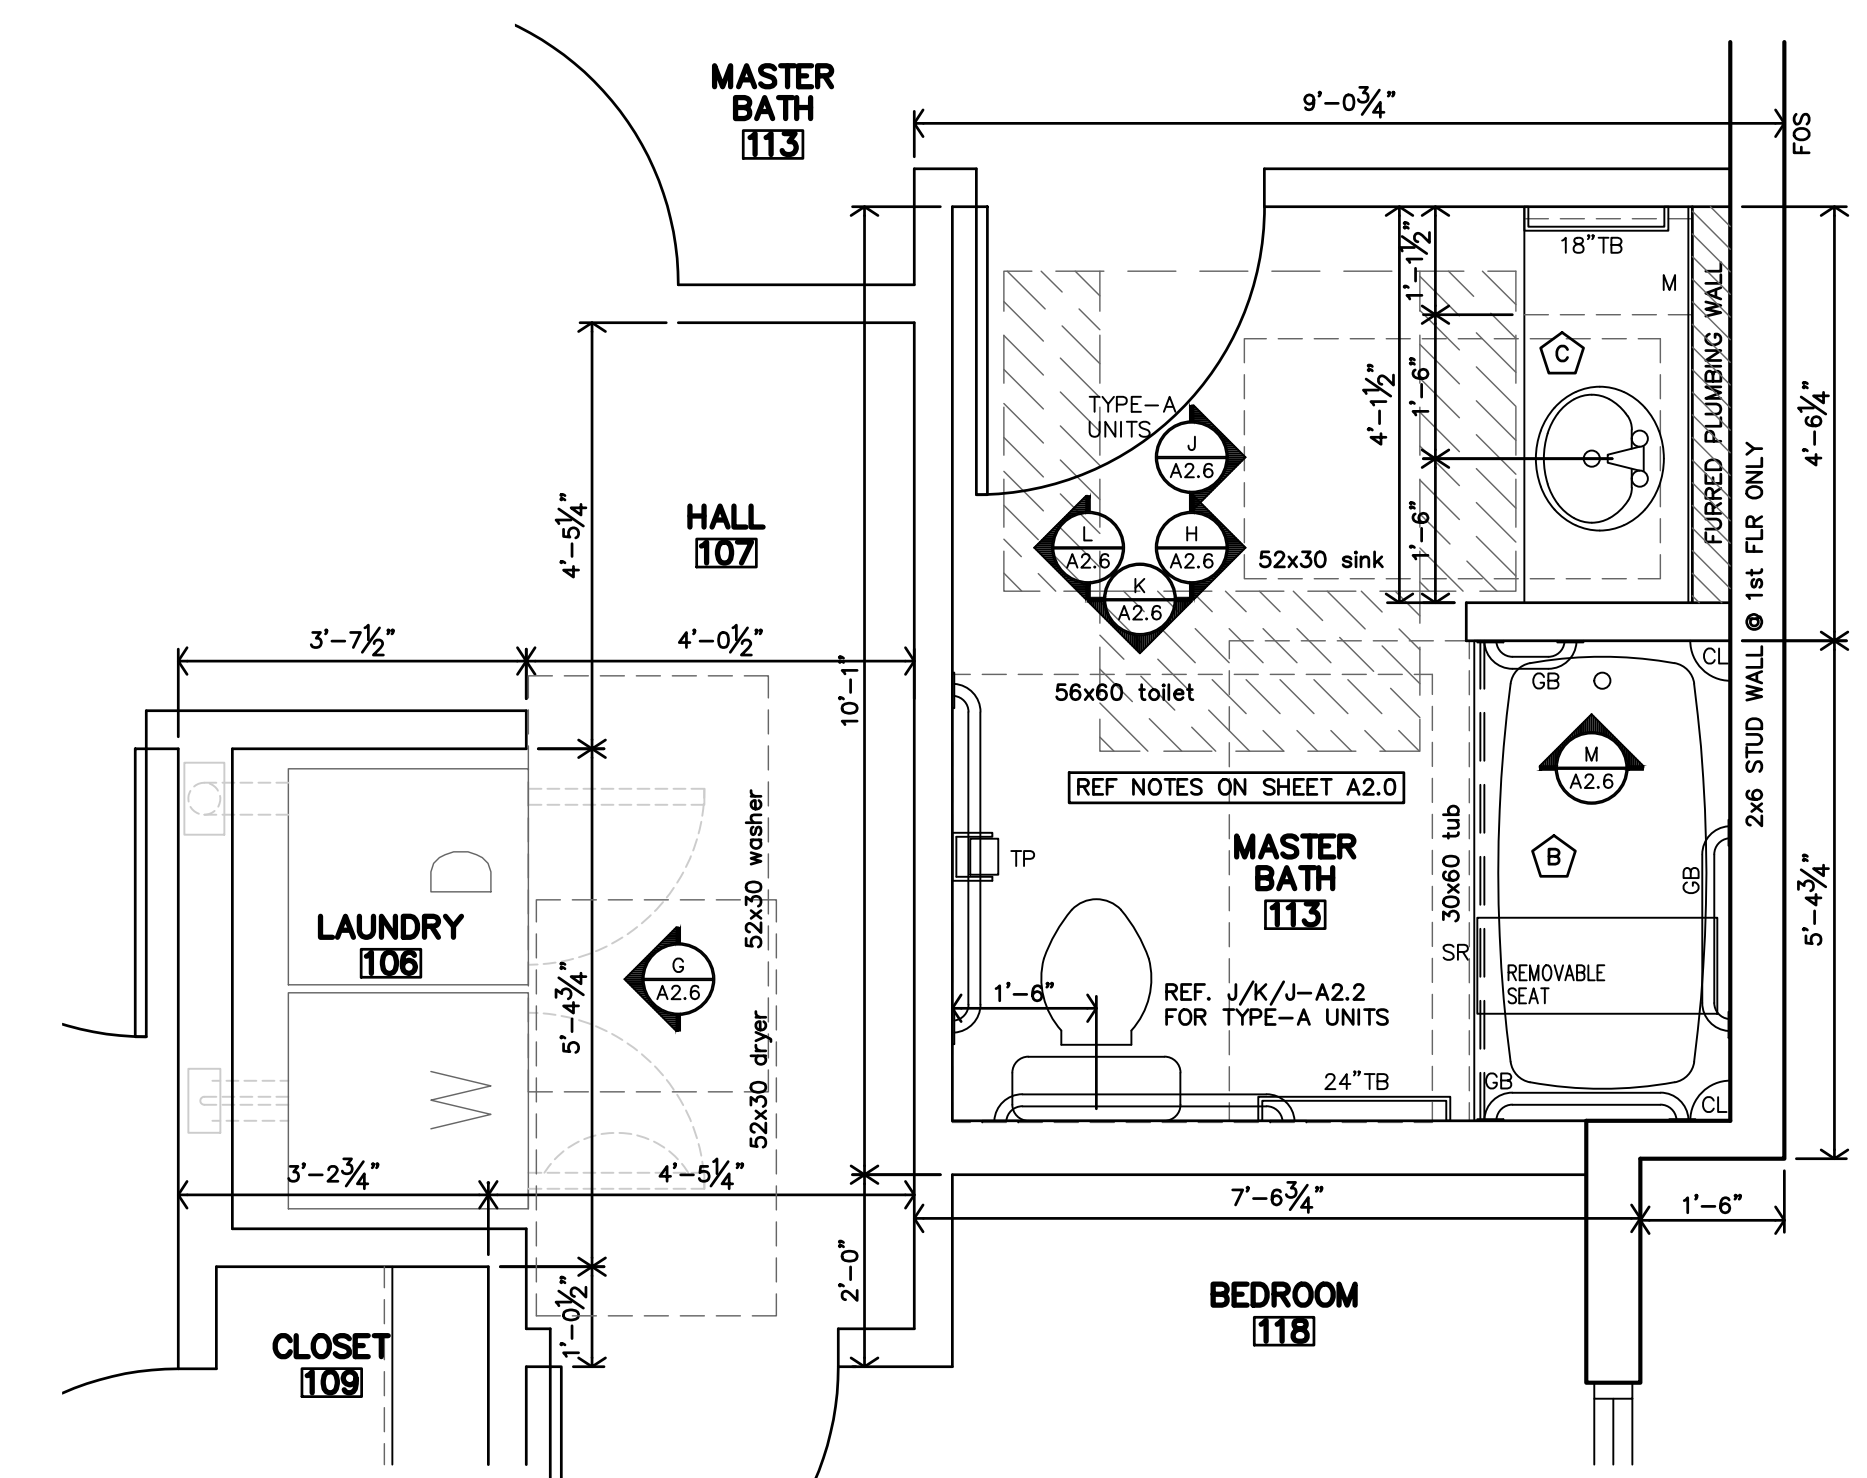 MASTER
BATH
113
9'-0¾"
FOS
18"TB
M
1'-1½"
C
FURRED PLUMBING WALL
TYPE-A
UNITS
4'-1½"
1'-6"
4'-6¼"
J
A2.6
HALL
107
4'-5¼"
L
A2.6
H
A2.6
K
A2.6
52x30 sink
1'-6"
2x6 STUD WALL @ 1st FLR ONLY
3'-7½"
4'-0½"
10'-1"
56x60 toilet
GB
CL
M
A2.6
REF NOTES ON SHEET A2.0
52x30 washer
TP
MASTER
BATH
113
30x60 tub
B
GB
5'-4¾"
LAUNDRY
106
G
A2.6
5'-4¾"
SR
REMOVABLE
SEAT
1'-6"
REF. J/K/J-A2.2
FOR TYPE-A UNITS
52x30 dryer
24"TB
GB
CL
3'-2¾"
4'-5¼"
7'-6¾"
1'-6"
2'-0"
1'-0½"
BEDROOM
118
CLOSET
109
D
W